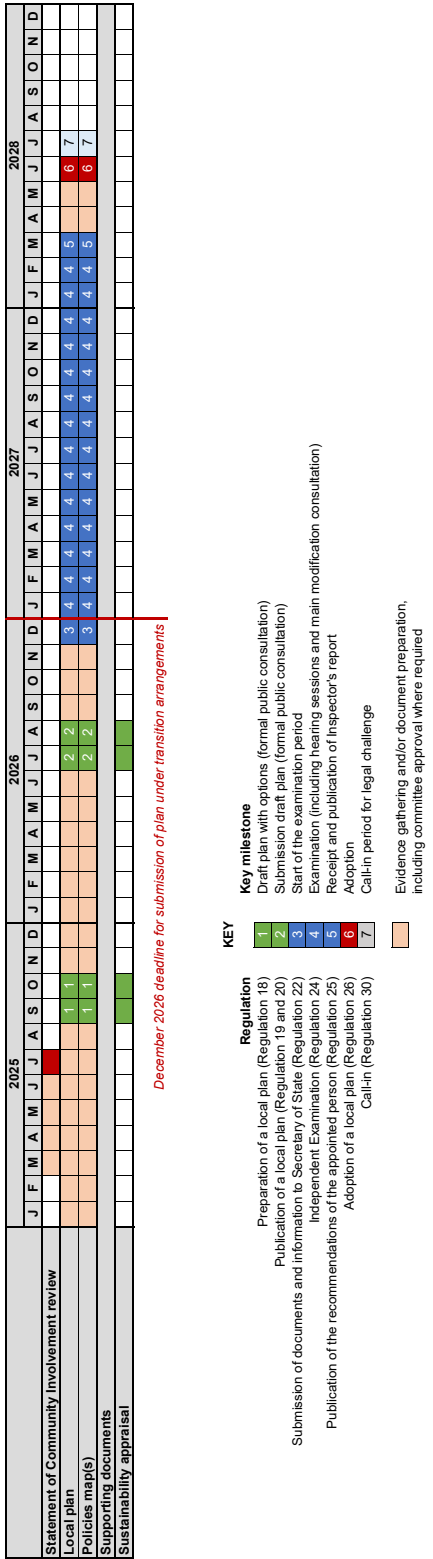 2025 2026 2027 2028
J F M A M J J A S O N D J F M A M J J A S O N D J F M A M J J A S O N D J F M A M J J A S O N D
Statement of Community Involvement review
Local plan 1 1 2 2 3 4 4 4 4 4 4 4 4 4 4 4 4 4 4 5 6 7
Policies map(s) 1 1 2 2 3 4 4 4 4 4 4 4 4 4 4 4 4 4 4 5 6 7
Supporting documents
Sustainability appraisal
December 2026 deadline for submission of plan under transition arrangements
KEY
Regulation Key milestone
Preparation of a local plan (Regulation 18) 1 Draft plan with options (formal public consultation)
Publication of a local plan (Regulation 19 and 20) 2 Submission draft plan (formal public consultation)
Submission of documents and information to Secretary of State (Regulation 22) 3 Start of the examination period
Independent Examination (Regulation 24) 4 Examination (including hearing sessions and main modification consultation)
Publication of the recommendations of the appointed person (Regulation 25) 5 Receipt and publication of Inspector's report
Adoption of a local plan (Regulation 26) 6 Adoption
Call-in (Regulation 30) 7 Call-in period for legal challenge
Evidence gathering and/or document preparation,
including committee approval where required